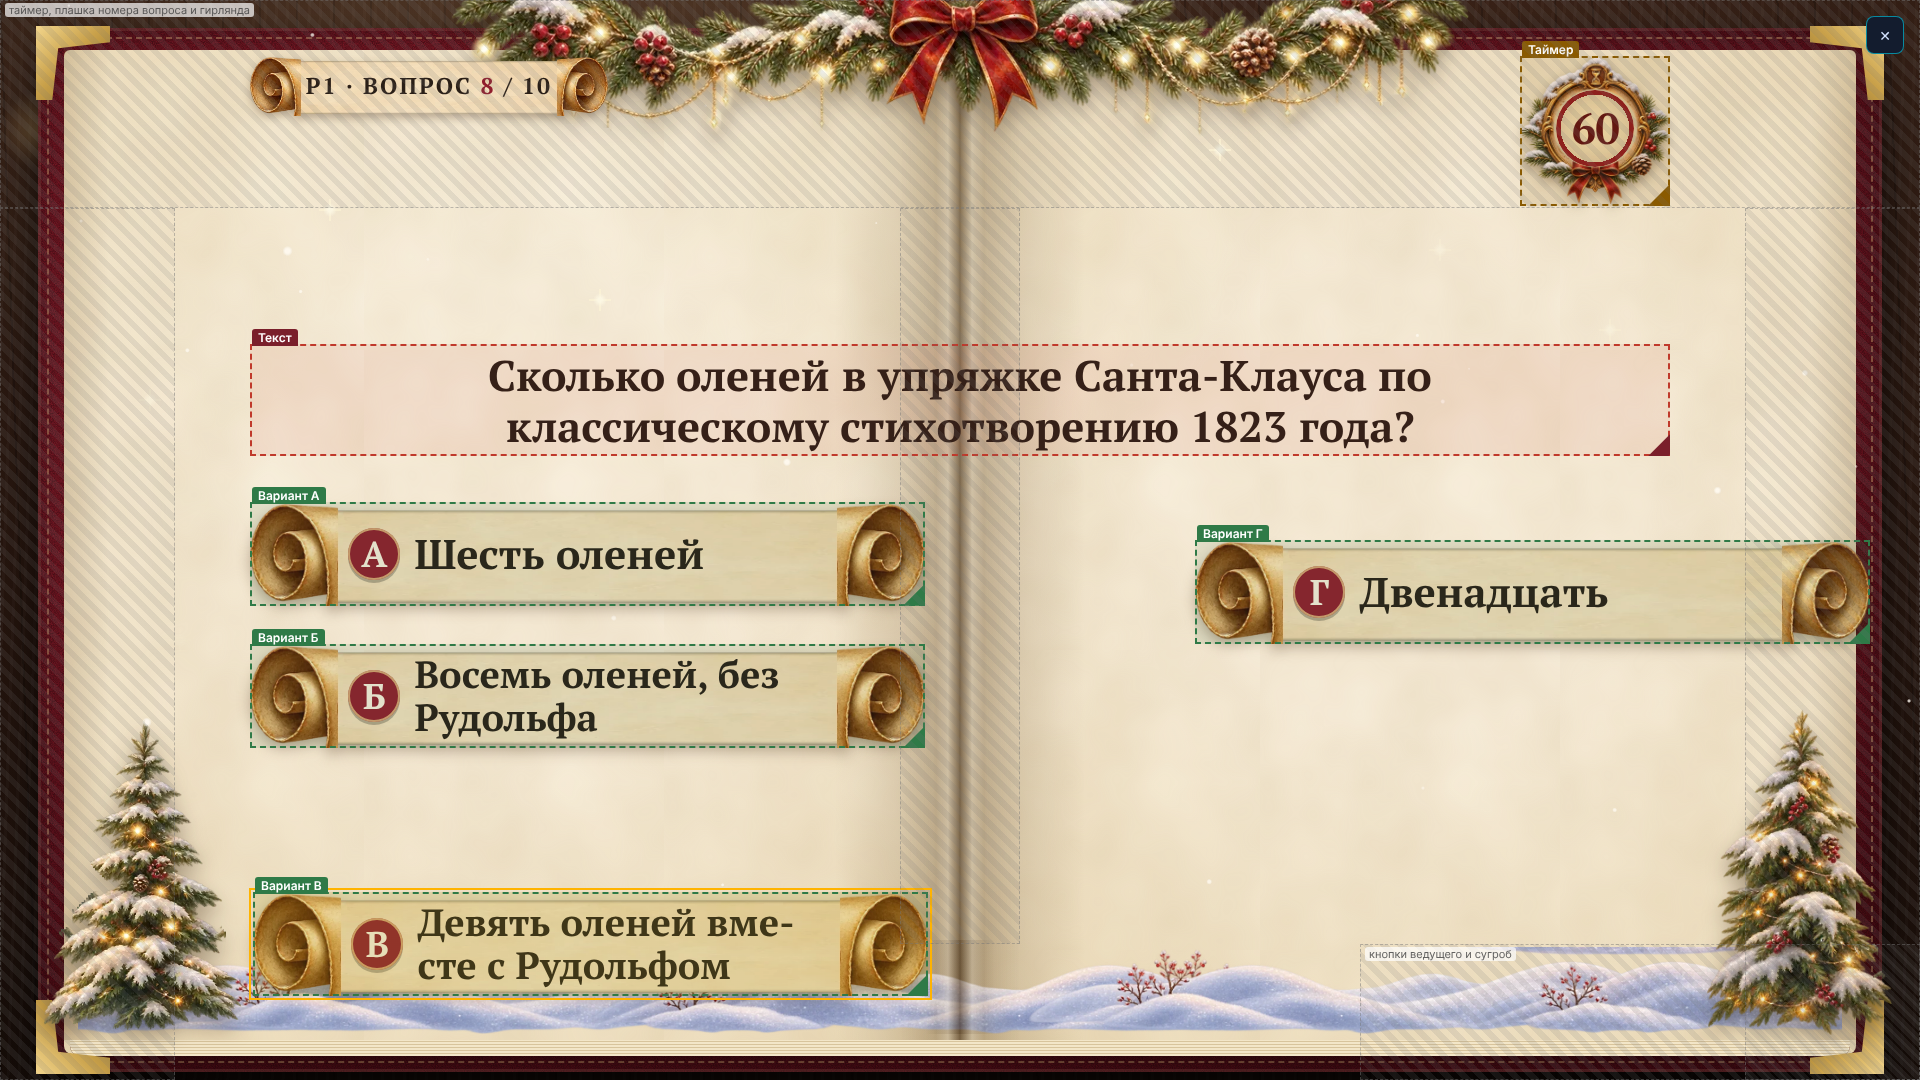 таймер, плашка номера вопроса и гирлянда
×
Таймер
Р1 · ВОПРОС 8 / 10
60
Текст
Сколько оленей в упряжке Санта-Клауса по
классическому стихотворению 1823 года?
Вариант А
А Шесть оленей
Вариант Г
Г Двенадцать
Вариант Б
Б Восемь оленей, без
Рудольфа
Вариант В
В Девять оленей вме-
сте с Рудольфом
кнопки ведущего и сугроб